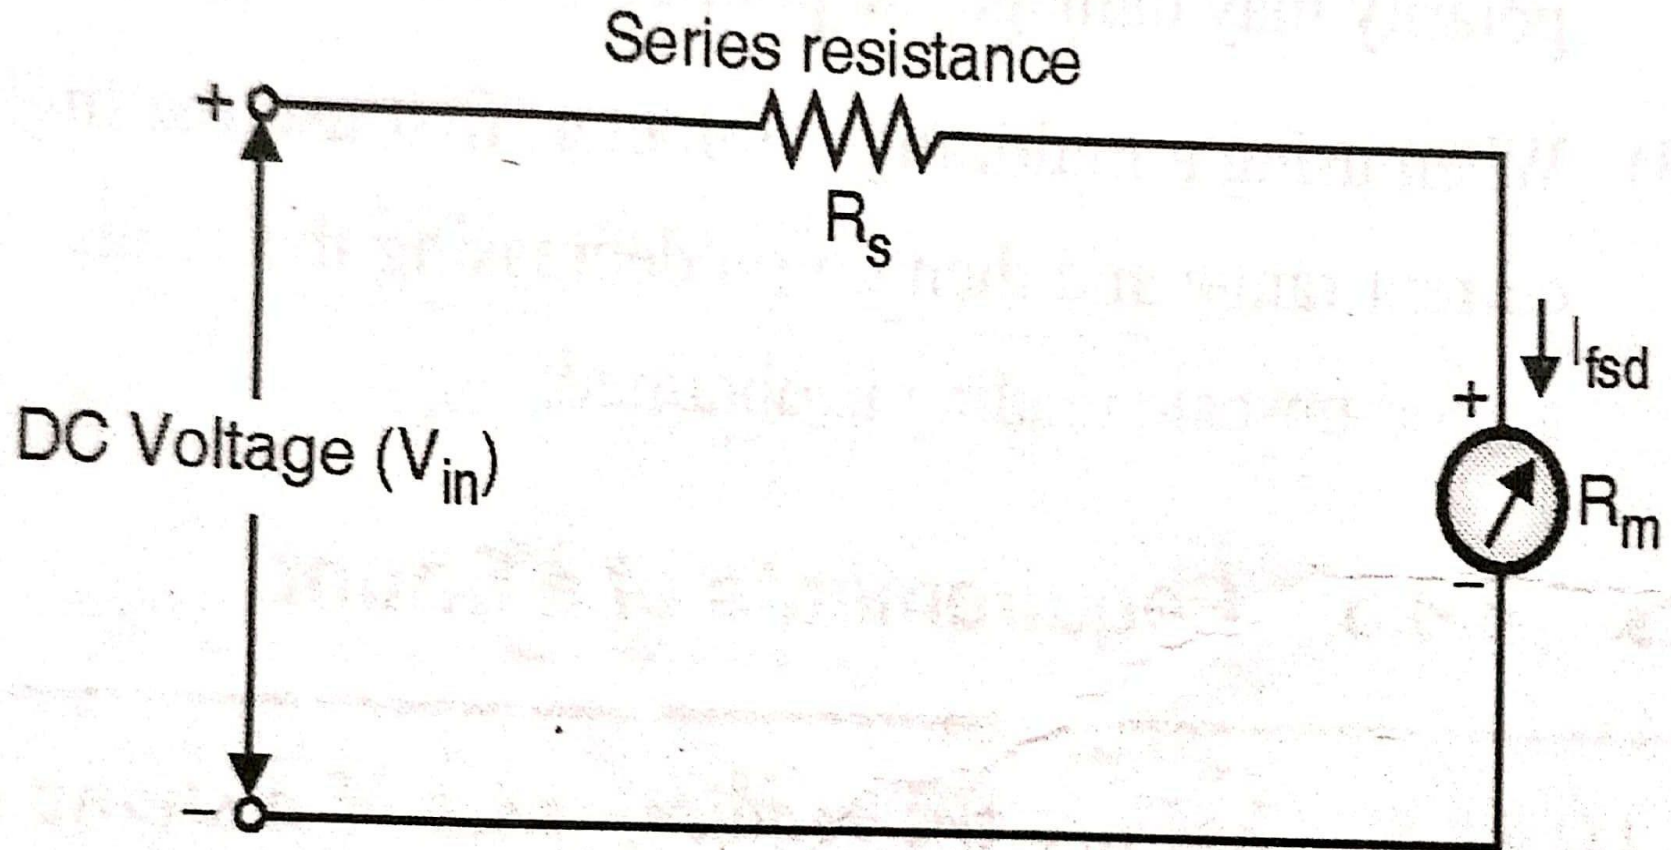 Series resistance
+
R_s
I_fsd
+
DC Voltage (V_in)
R_m
−
−